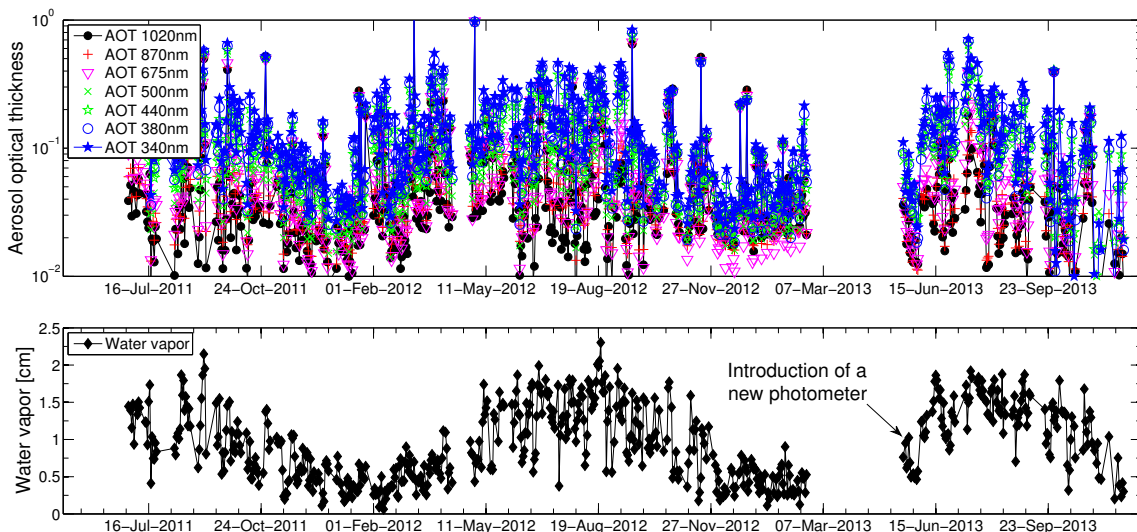 10^0
10^−1
10^−2
Aerosol optical thickness
AOT 1020nm
AOT 870nm
AOT 675nm
AOT 500nm
AOT 440nm
AOT 380nm
AOT 340nm
16−Jul−2011 24−Oct−2011 01−Feb−2012 11−May−2012 19−Aug−2012 27−Nov−2012 07−Mar−2013 15−Jun−2013 23−Sep−2013
2.5
2
1.5
1
0.5
0
Water vapor [cm]
Water vapor
Introduction of a
new photometer
16−Jul−2011 24−Oct−2011 01−Feb−2012 11−May−2012 19−Aug−2012 27−Nov−2012 07−Mar−2013 15−Jun−2013 23−Sep−2013